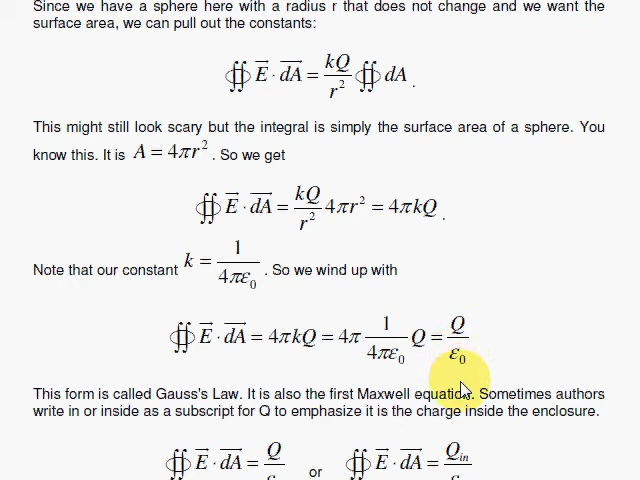 Since we have a sphere here with a radius r that does not change and we want the
surface area, we can pull out the constants:
∯ E⃗ · dA⃗ = kQ/r² ∯ dA .
This might still look scary but the integral is simply the surface area of a sphere. You
know this. It is A = 4πr² . So we get
∯ E⃗ · dA⃗ = kQ/r² 4πr² = 4πkQ .
Note that our constant k = 1/4πε₀ . So we wind up with
∯ E⃗ · dA⃗ = 4πkQ = 4π 1/4πε₀ Q = Q/ε₀
This form is called Gauss's Law. It is also the first Maxwell equation. Sometimes authors
write in or inside as a subscript for Q to emphasize it is the charge inside the enclosure.
∯ E⃗ · dA⃗ = Q or ∯ E⃗ · dA⃗ = Qᵢₙ